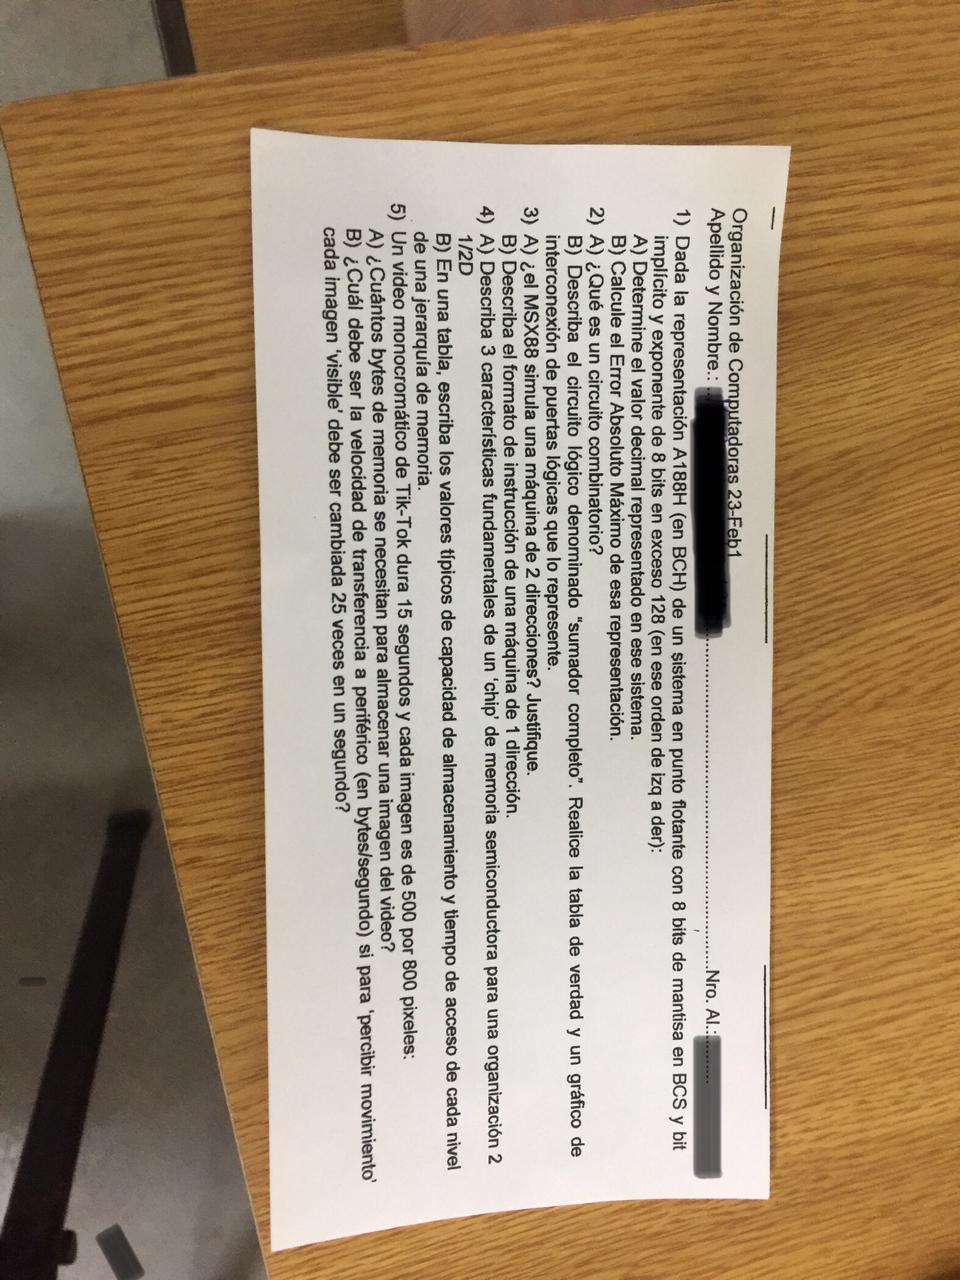 Organización de Computadoras 23-Feb1
Apellido y Nombre.: ..........Nro. Al.:..........
1) Dada la representación A188H (en BCH) de un sistema en punto flotante con 8 bits de mantisa en BCS y bit
implícito y exponente de 8 bits en exceso 128 (en ese orden de izq a der):
A) Determine el valor decimal representado en ese sistema.
B) Calcule el Error Absoluto Máximo de esa representación.
2) A) ¿Qué es un circuito combinatorio?
B) Describa el circuito lógico denominado “sumador completo”. Realice la tabla de verdad y un gráfico de
interconexión de puertas lógicas que lo represente.
3) A) ¿el MSX88 simula una máquina de 2 direcciones? Justifique.
B) Describa el formato de instrucción de una máquina de 1 dirección.
4) A) Describa 3 características fundamentales de un ‘chip’ de memoria semiconductora para una organización 2
1/2D
B) En una tabla, escriba los valores típicos de capacidad de almacenamiento y tiempo de acceso de cada nivel
de una jerarquía de memoria.
5) Un video monocromático de Tik-Tok dura 15 segundos y cada imagen es de 500 por 800 pixeles:
A) ¿Cuántos bytes de memoria se necesitan para almacenar una imagen del video?
B) ¿Cuál debe ser la velocidad de transferencia a periférico (en bytes/segundo) si para ‘percibir movimiento’
cada imagen ‘visible’ debe ser cambiada 25 veces en un segundo?